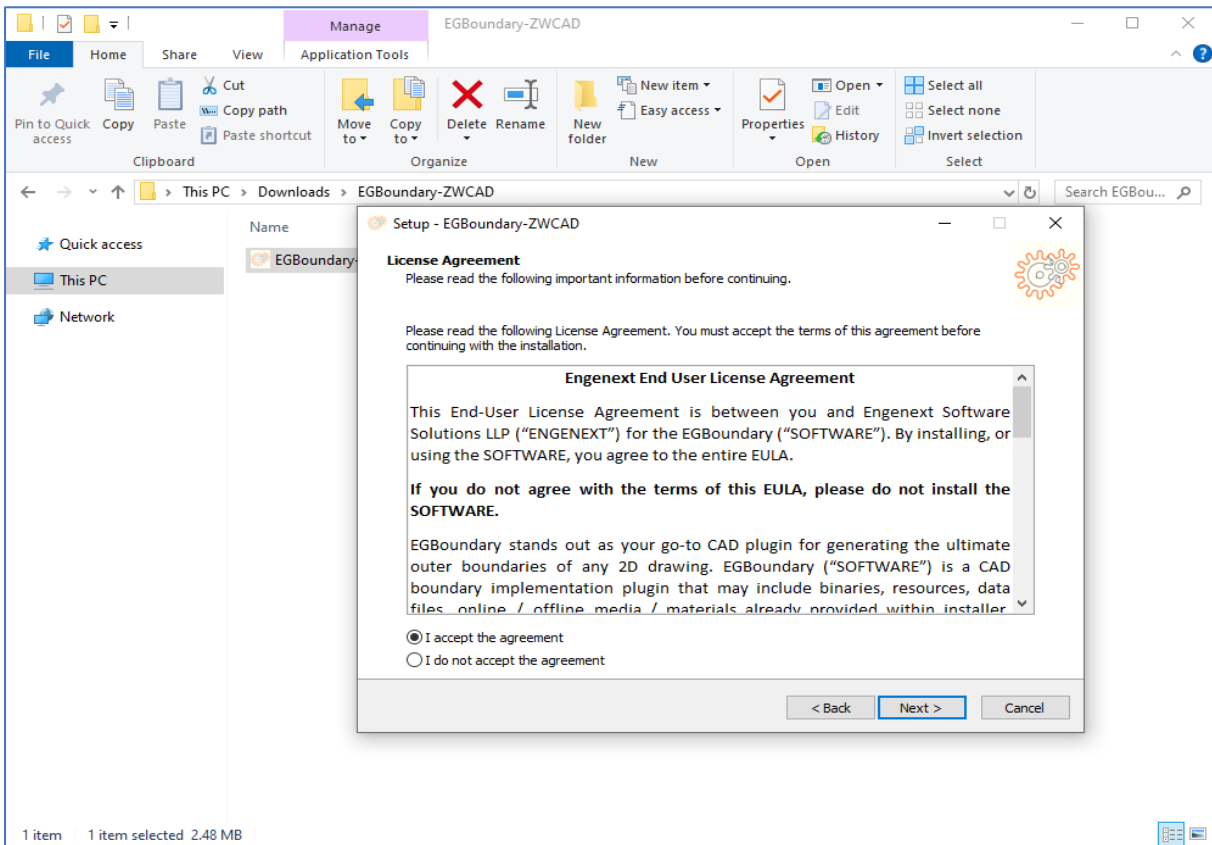 Manage
EGBoundary-ZWCAD
File
Home
Share
View
Application Tools
Pin to Quick
access
Copy
Paste
Cut
Copy path
Paste shortcut
Clipboard
Move
to
Copy
to
Delete
Rename
Organize
New
folder
New item
Easy access
New
Properties
Open
Edit
History
Open
Select all
Select none
Invert selection
Select
This PC > Downloads > EGBoundary-ZWCAD
Search EGBou...
Quick access
This PC
Network
Name
EGBoundary-
Setup - EGBoundary-ZWCAD
License Agreement
Please read the following important information before continuing.
Please read the following License Agreement. You must accept the terms of this agreement before
continuing with the installation.
Engenext End User License Agreement
This End-User License Agreement is between you and Engenext Software
Solutions LLP (“ENGENEXT”) for the EGBoundary (“SOFTWARE”). By installing, or
using the SOFTWARE, you agree to the entire EULA.
If you do not agree with the terms of this EULA, please do not install the
SOFTWARE.
EGBoundary stands out as your go-to CAD plugin for generating the ultimate
outer boundaries of any 2D drawing. EGBoundary (“SOFTWARE”) is a CAD
boundary implementation plugin that may include binaries, resources, data
files, online / offline media / materials already provided within installer,
I accept the agreement
I do not accept the agreement
< Back
Next >
Cancel
1 item
1 item selected 2.48 MB